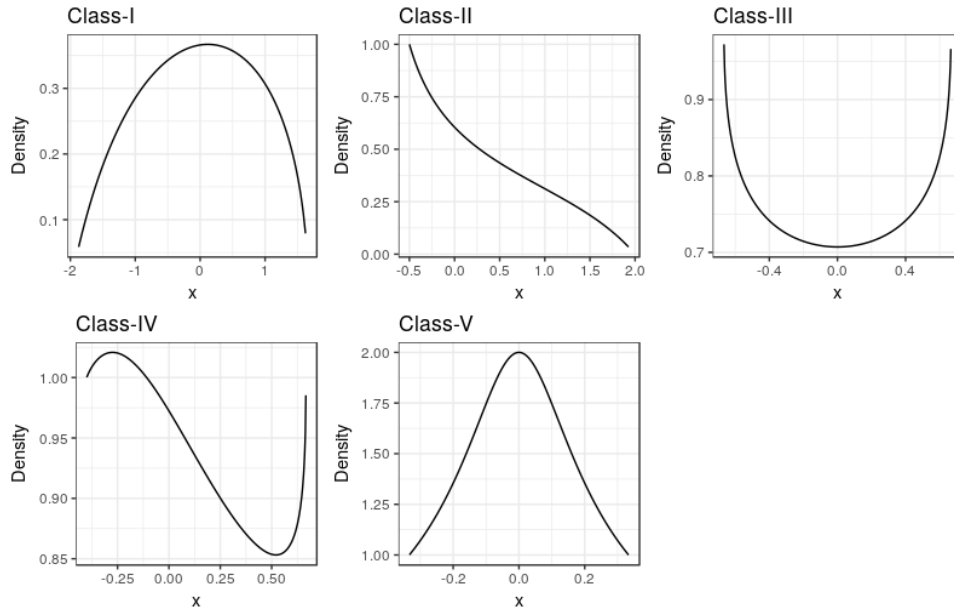 Class-I
Class-II
Class-III
Density
0.3
0.2
0.1
-2
-1
0
1
x
Density
1.00
0.75
0.50
0.25
0.00
-0.5
0.0
0.5
1.0
1.5
2.0
x
Density
0.9
0.8
0.7
-0.4
0.0
0.4
x
Class-IV
Class-V
Density
1.00
0.95
0.90
0.85
-0.25
0.00
0.25
0.50
x
Density
2.00
1.75
1.50
1.25
1.00
-0.2
0.0
0.2
x